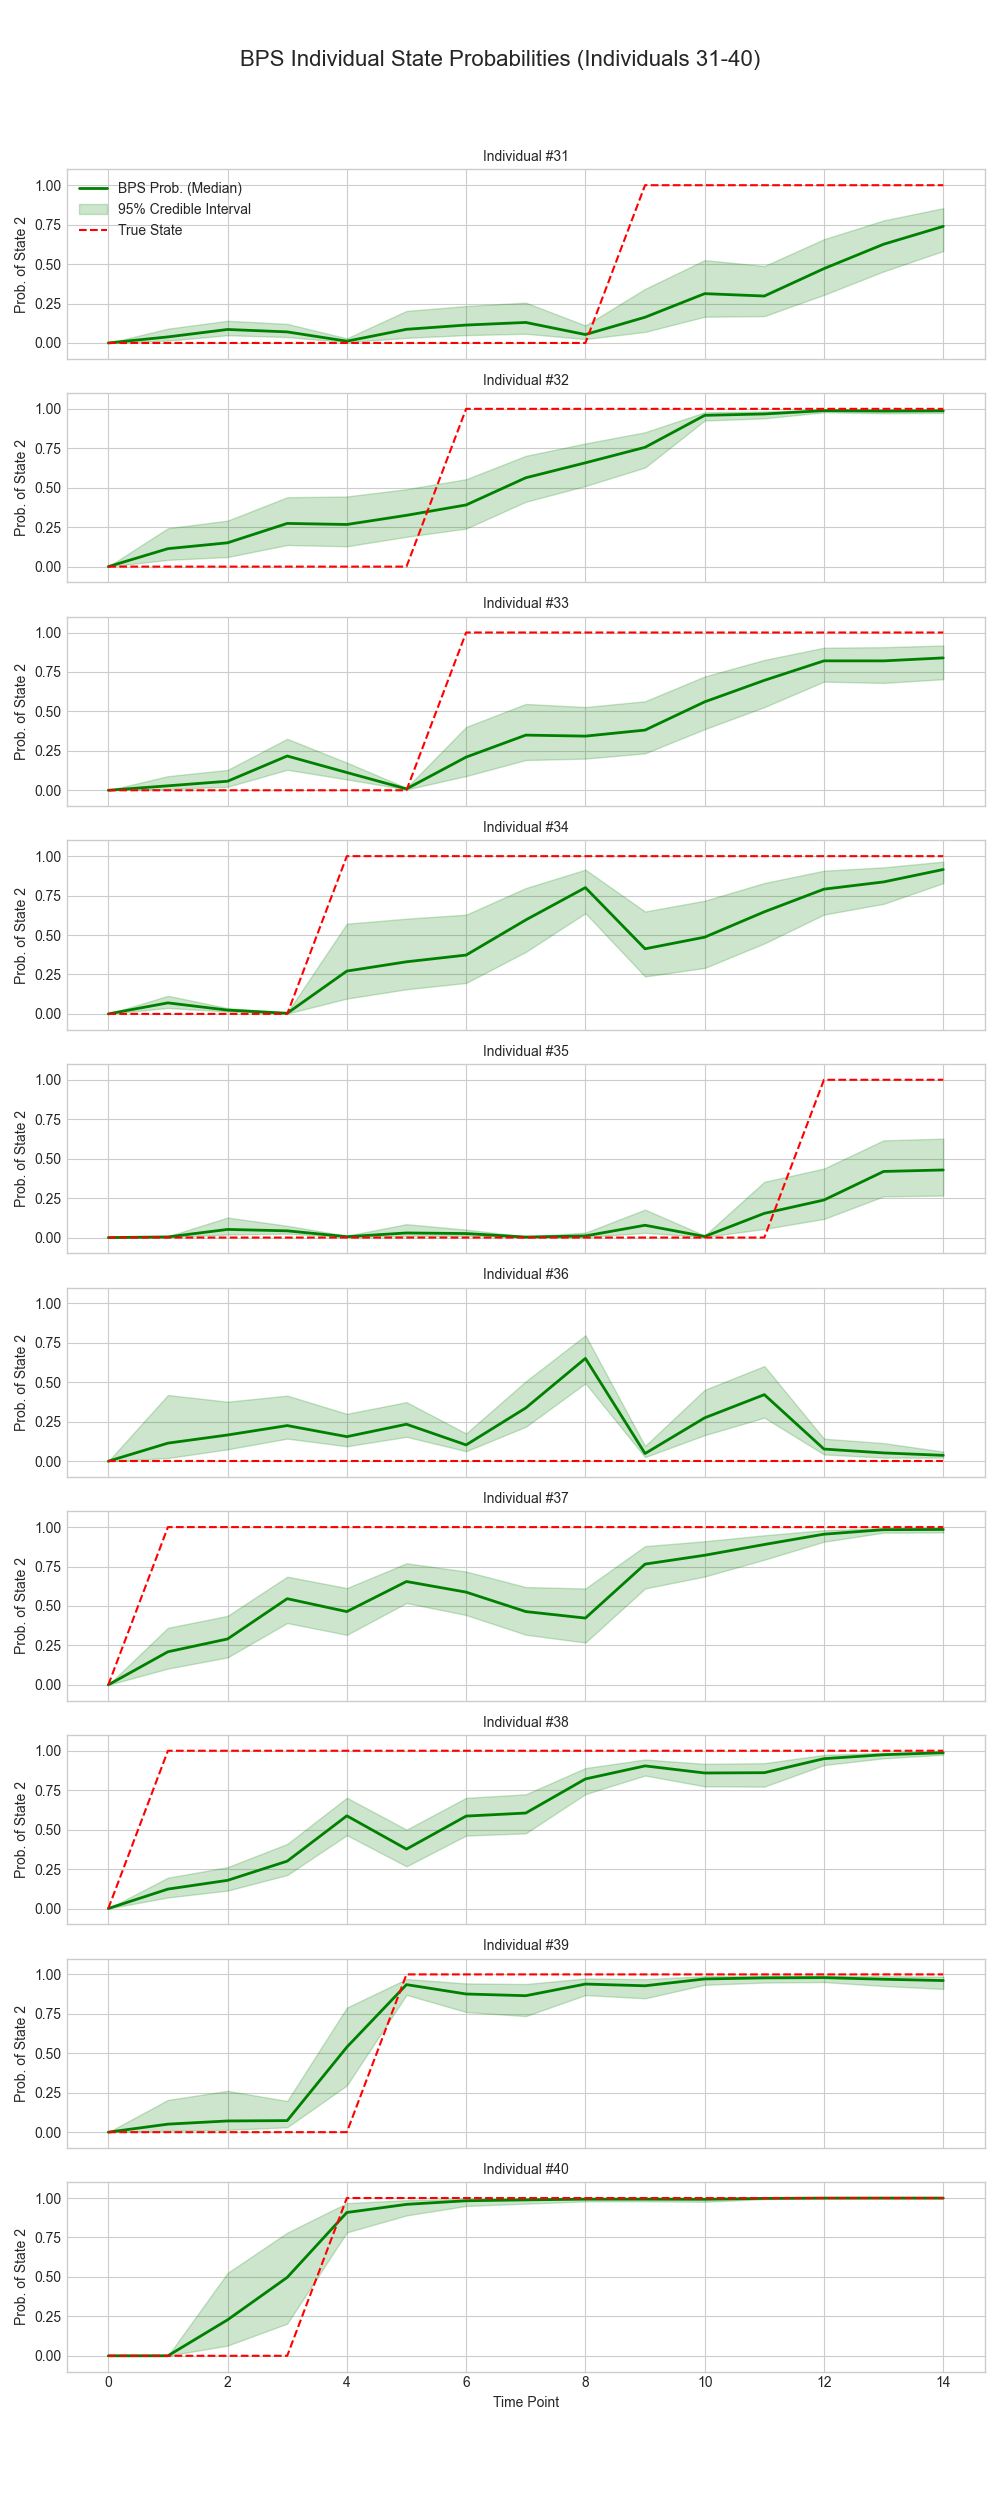 BPS Individual State Probabilities (Individuals 31-40)
Individual #31
BPS Prob. (Median)
95% Credible Interval
True State
Prob. of State 2
1.00
0.75
0.50
0.25
0.00
Individual #32
Prob. of State 2
1.00
0.75
0.50
0.25
0.00
Individual #33
Prob. of State 2
1.00
0.75
0.50
0.25
0.00
Individual #34
Prob. of State 2
1.00
0.75
0.50
0.25
0.00
Individual #35
Prob. of State 2
1.00
0.75
0.50
0.25
0.00
Individual #36
Prob. of State 2
1.00
0.75
0.50
0.25
0.00
Individual #37
Prob. of State 2
1.00
0.75
0.50
0.25
0.00
Individual #38
Prob. of State 2
1.00
0.75
0.50
0.25
0.00
Individual #39
Prob. of State 2
1.00
0.75
0.50
0.25
0.00
Individual #40
Prob. of State 2
1.00
0.75
0.50
0.25
0.00
0 2 4 6 8 10 12 14
Time Point